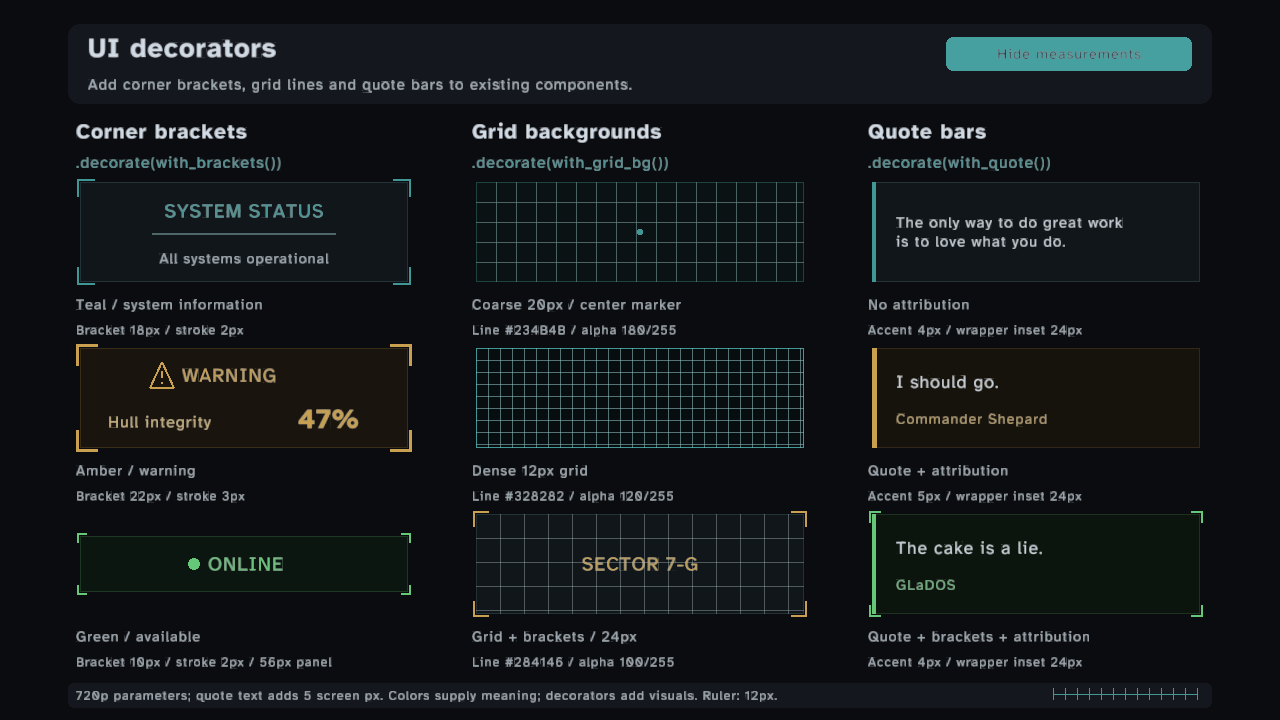 UI decorators
Add corner brackets, grid lines and quote bars to existing components.
Hide measurements
Corner brackets
.decorate(with_brackets())
SYSTEM STATUS
All systems operational
Teal / system information
Bracket 18px / stroke 2px
WARNING
Hull integrity
47%
Amber / warning
Bracket 22px / stroke 3px
ONLINE
Green / available
Bracket 10px / stroke 2px / 56px panel
Grid backgrounds
.decorate(with_grid_bg())
Coarse 20px / center marker
Line #234B4B / alpha 180/255
Dense 12px grid
Line #328282 / alpha 120/255
SECTOR 7-G
Grid + brackets / 24px
Line #284146 / alpha 100/255
Quote bars
.decorate(with_quote())
The only way to do great work
is to love what you do.
No attribution
Accent 4px / wrapper inset 24px
I should go.
Commander Shepard
Quote + attribution
Accent 5px / wrapper inset 24px
The cake is a lie.
GLaDOS
Quote + brackets + attribution
Accent 4px / wrapper inset 24px
720p parameters; quote text adds 5 screen px. Colors supply meaning; decorators add visuals. Ruler: 12px.